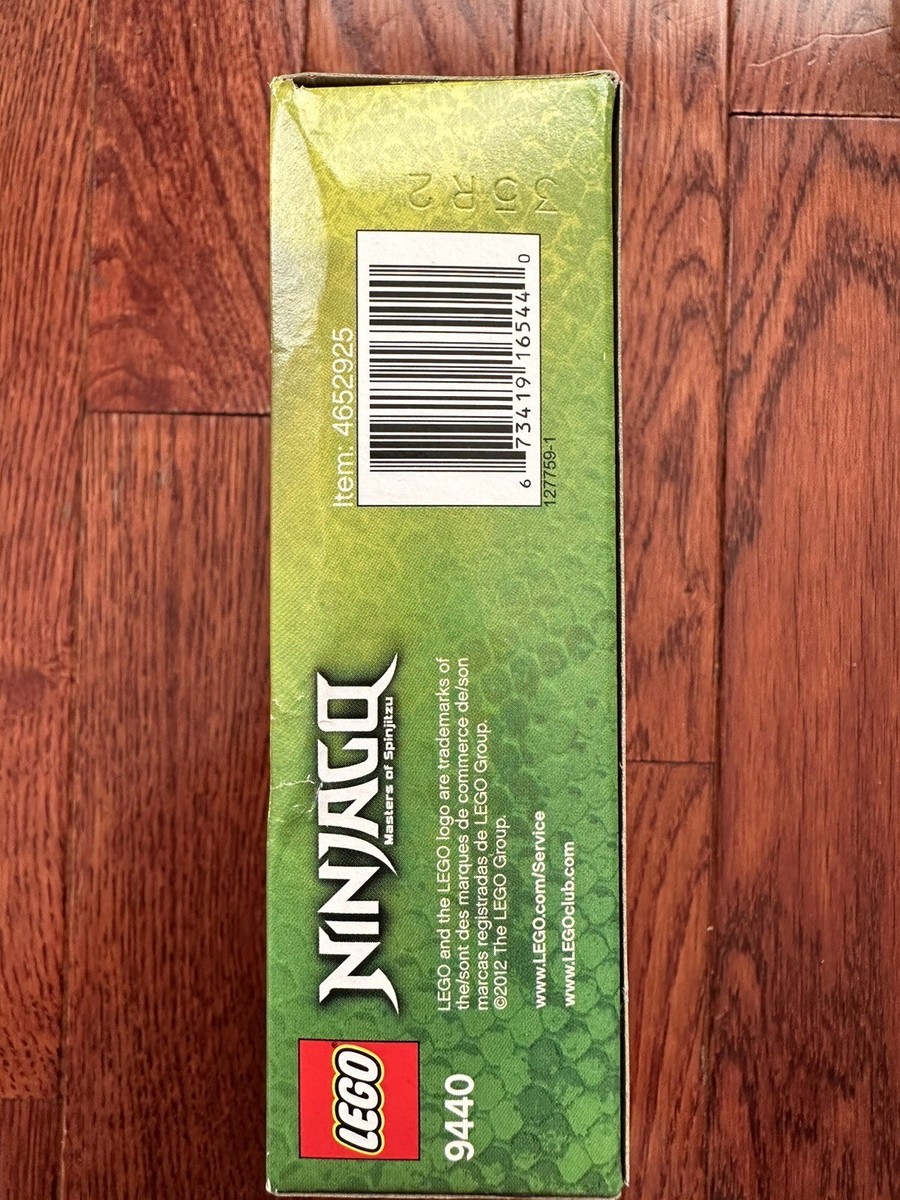 LEGO
NINJAGO
Masters of Spinjitzu
9440
LEGO and the LEGO logo are trademarks of
the/sont des marques de commerce de/son
marcas registradas de LEGO Group.
©2012 The LEGO Group.
www.LEGO.com/Service
www.LEGOclub.com
Item: 4652925
6 73419 16544 0
127759-1
35R2